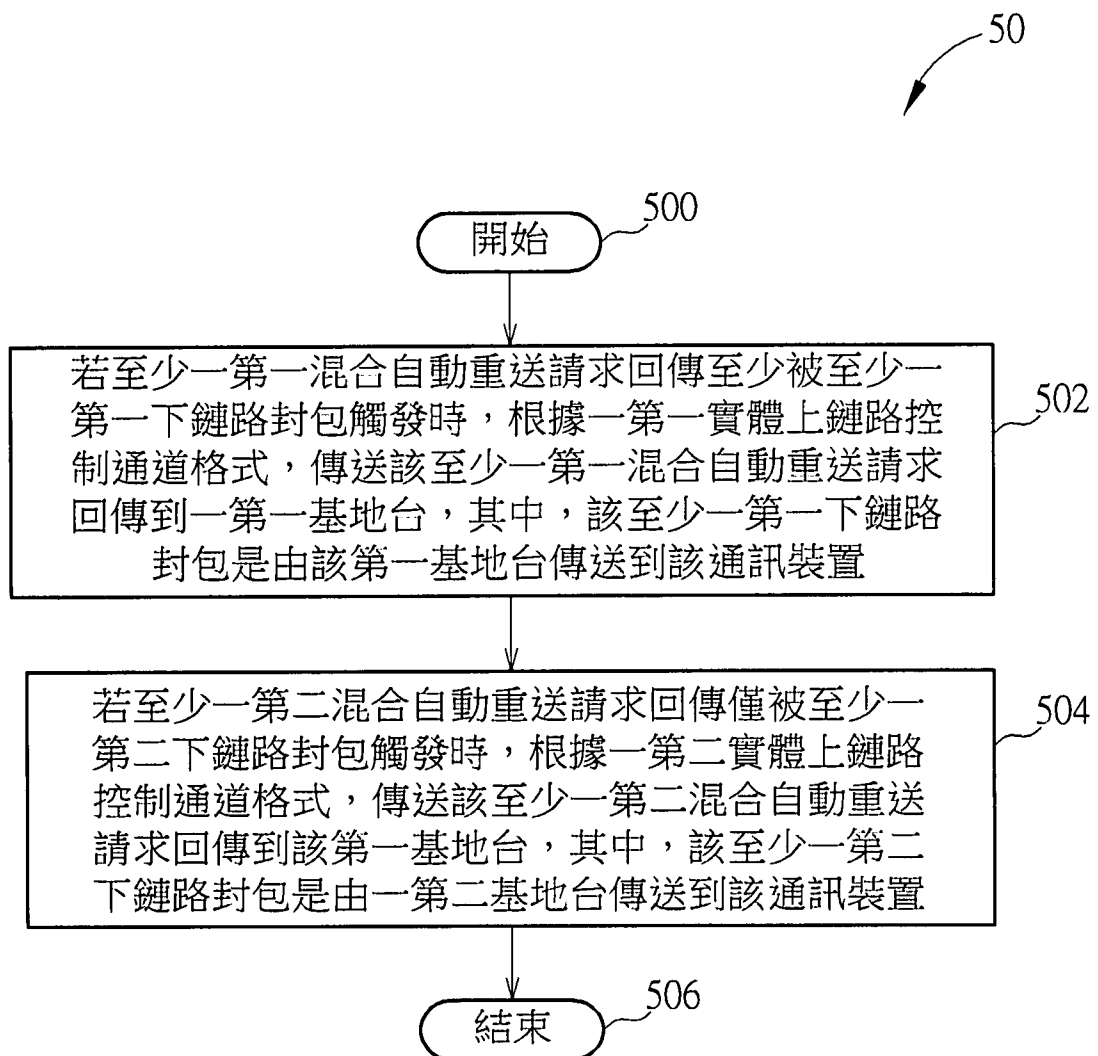 50
開始
500
若至少一第一混合自動重送請求回傳至少被至少一
第一下鏈路封包觸發時，根據一第一實體上鏈路控
制通道格式，傳送該至少一第一混合自動重送請求
回傳到一第一基地台，其中，該至少一第一下鏈路
封包是由該第一基地台傳送到該通訊裝置
502
若至少一第二混合自動重送請求回傳僅被至少一
第二下鏈路封包觸發時，根據一第二實體上鏈路
控制通道格式，傳送該至少一第二混合自動重送
請求回傳到該第一基地台，其中，該至少一第二
下鏈路封包是由一第二基地台傳送到該通訊裝置
504
結束
506